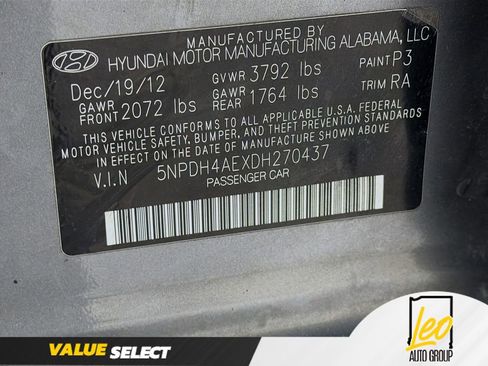 MANUFACTURED BY
HYUNDAI MOTOR MANUFACTURING ALABAMA, LLC
Dec/19/12 GVWR 3792 lbs PAINT P3
GAWR FRONT 2072 lbs GAWR REAR 1764 lbs TRIM RA
THIS VEHICLE CONFORMS TO ALL APPLICABLE U.S.A FEDERAL
MOTOR VEHICLE SAFETY, BUMPER, AND THEFT PREVENTION
STANDARDS IN EFFECT ON THE DATE OF MANUFACTURE SHOWN ABOVE.
V.I.N 5NPDH4AEXDH270437
PASSENGER CAR
VALUE SELECT
Leo
AUTO GROUP